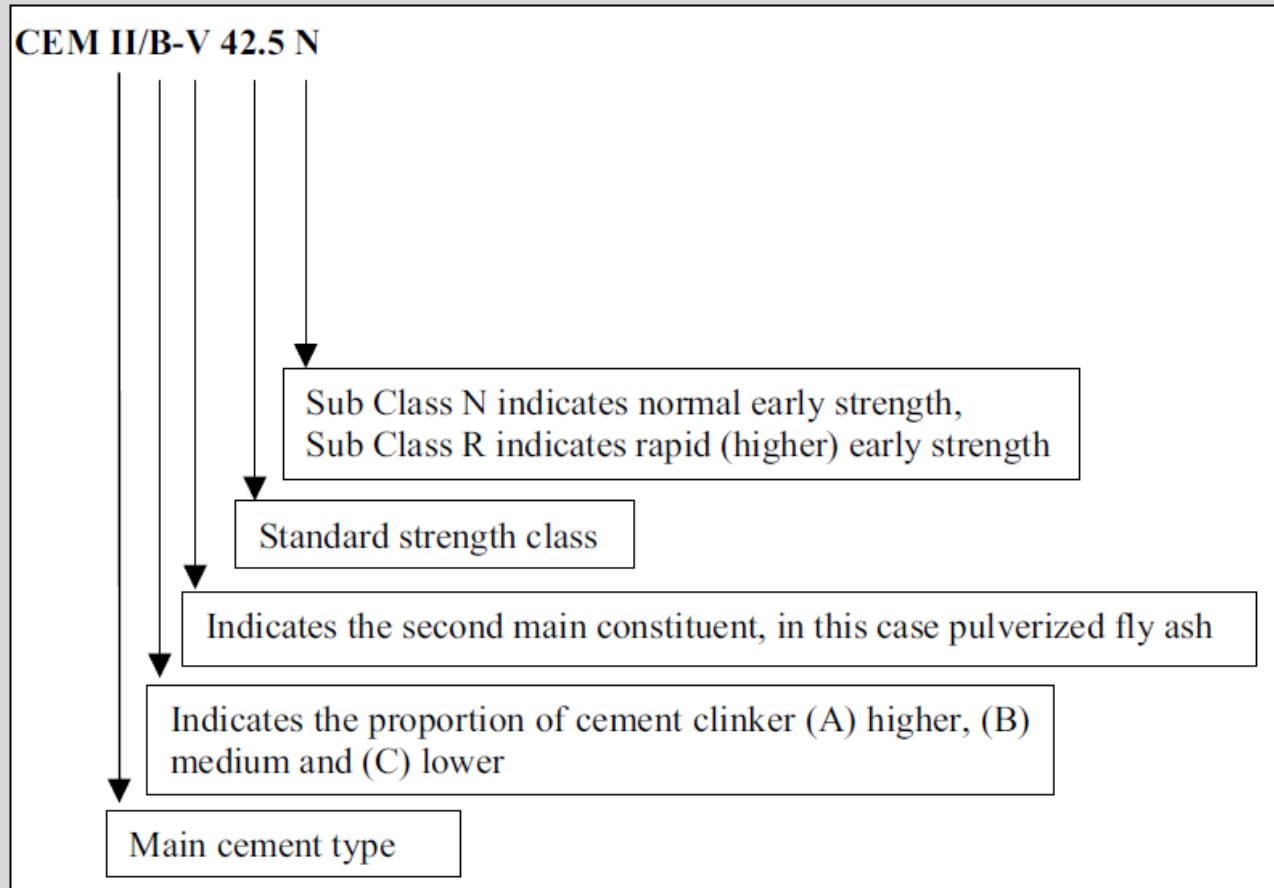 CEM II/B-V 42.5 N
Sub Class N indicates normal early strength,
Sub Class R indicates rapid (higher) early strength
Standard strength class
Indicates the second main constituent, in this case pulverized fly ash
Indicates the proportion of cement clinker (A) higher, (B)
medium and (C) lower
Main cement type